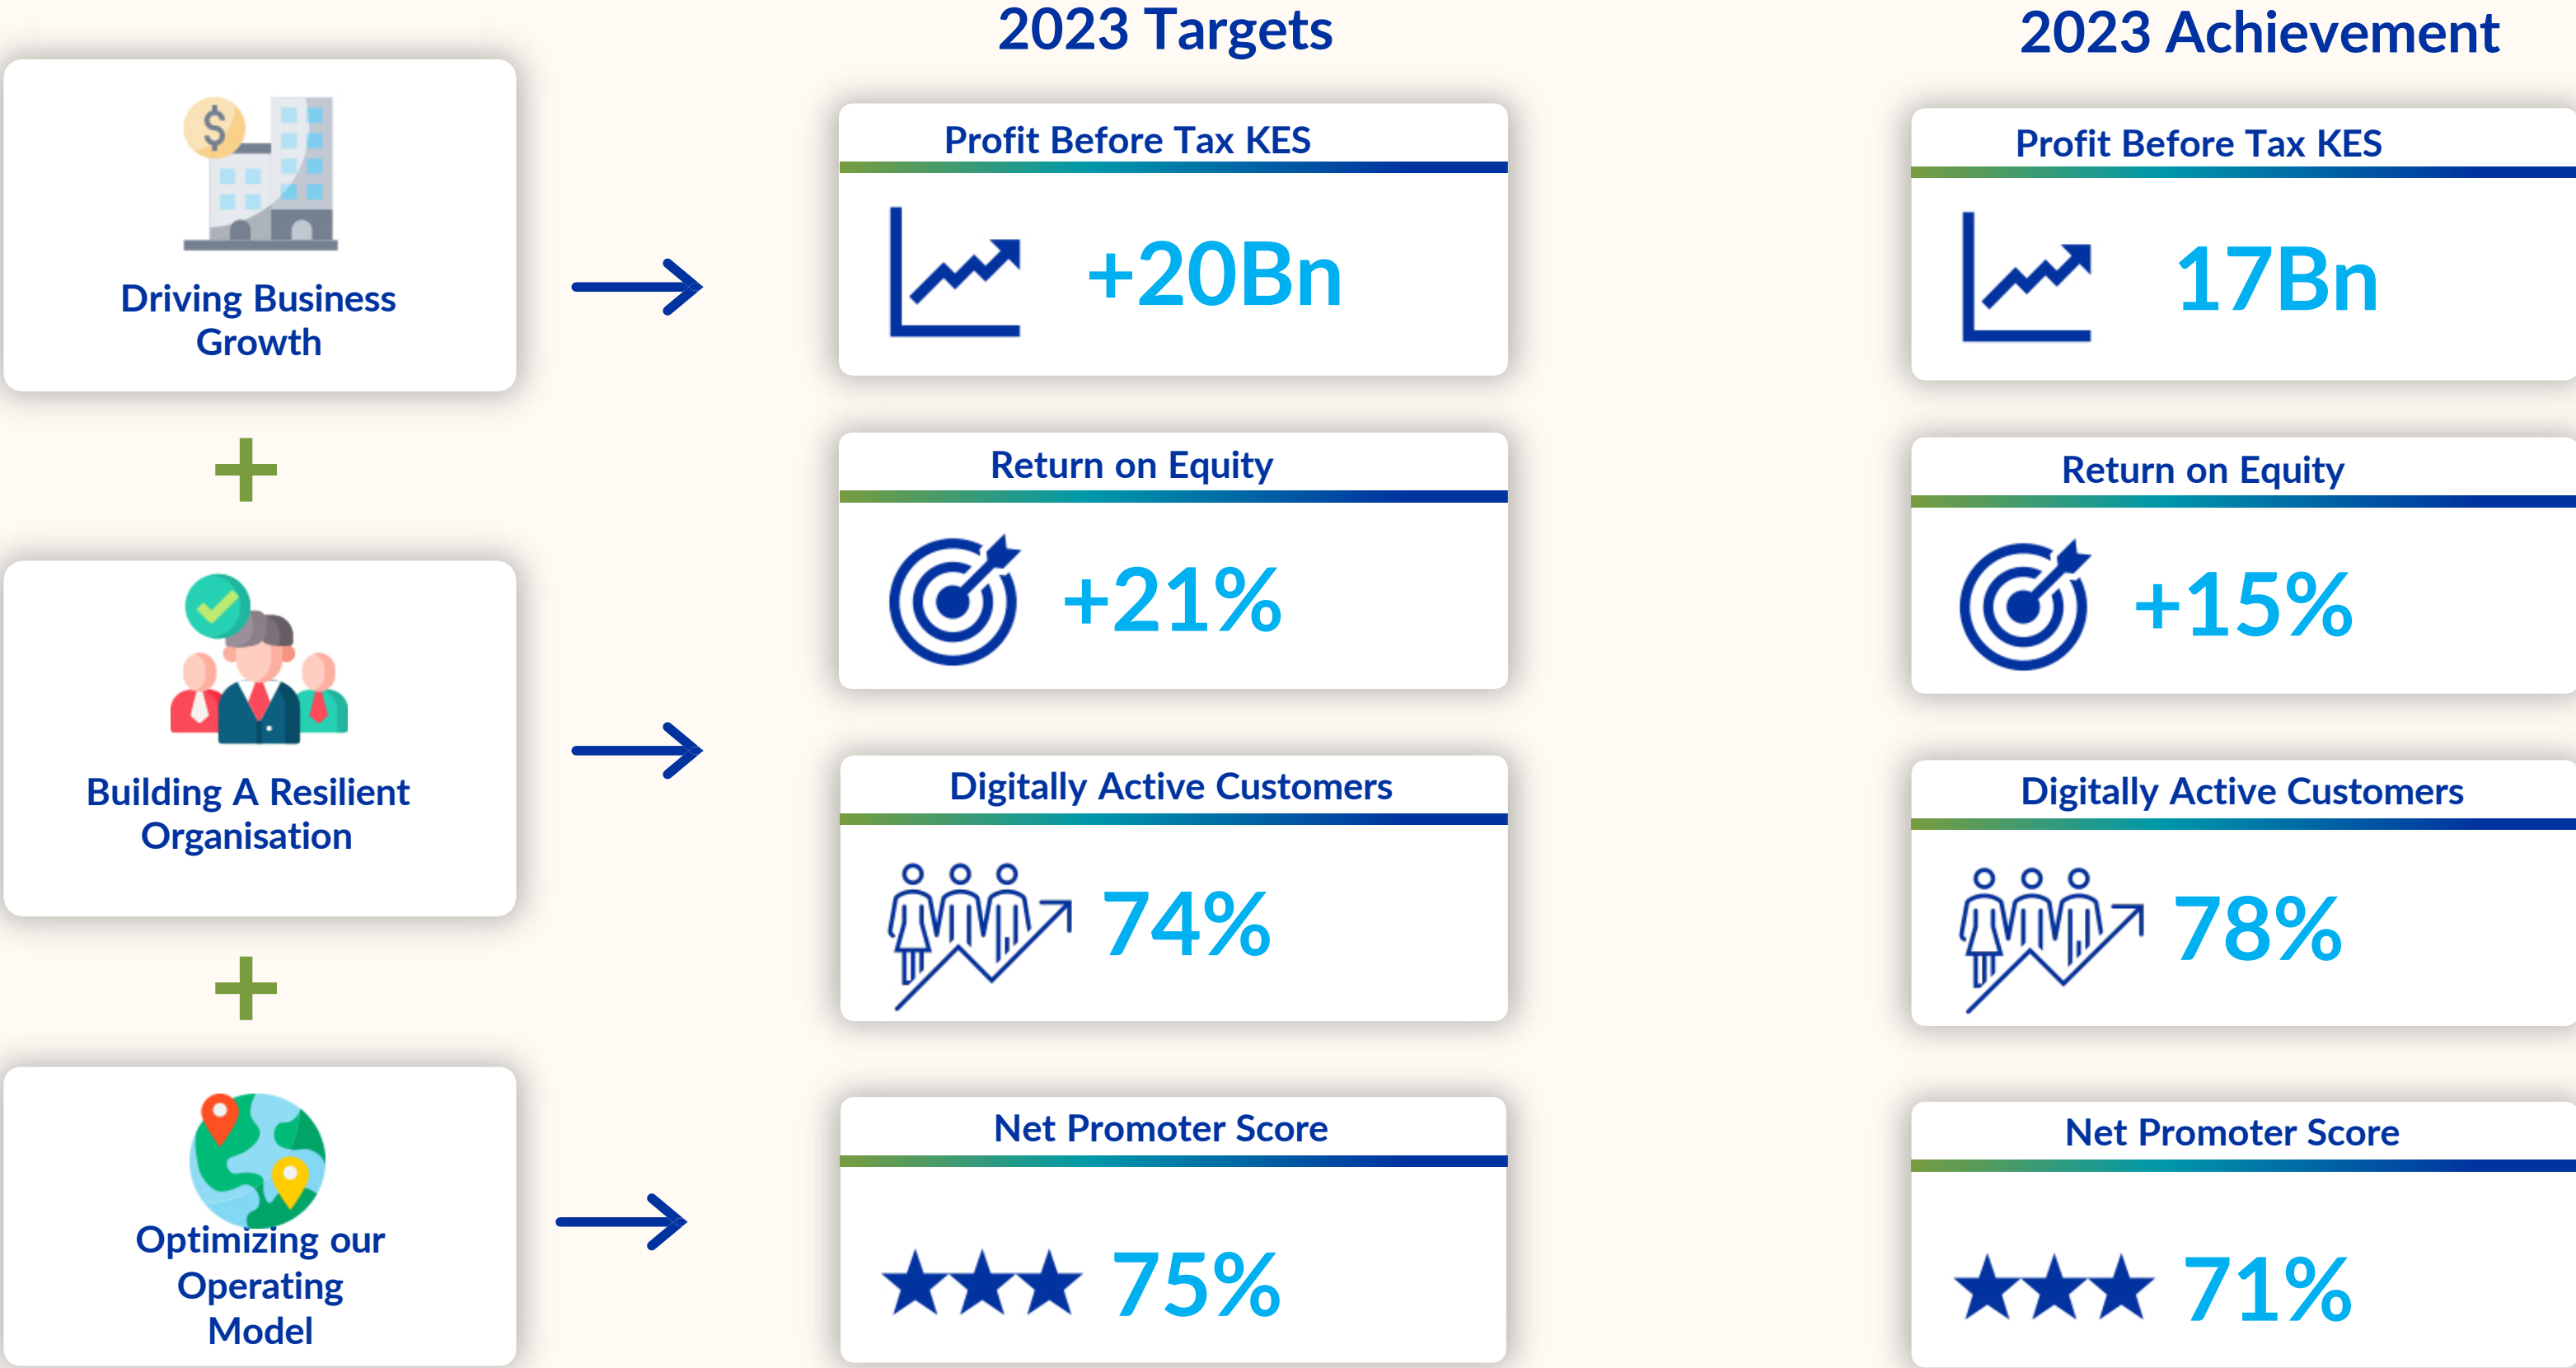 2023 Targets
2023 Achievement
Driving Business
Growth
Building A Resilient
Organisation
Optimizing our
Operating
Model
Profit Before Tax KES
+20Bn
Return on Equity
+21%
Digitally Active Customers
74%
Net Promoter Score
75%
Profit Before Tax KES
17Bn
Return on Equity
+15%
Digitally Active Customers
78%
Net Promoter Score
71%